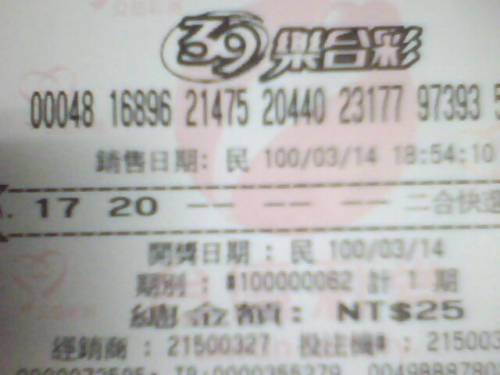 39樂合彩
00048 16896 21475 20440 23177 97393
銷售日期: 民 100/03/14 18:54:10
. 17 20 -- -- -- 二合快選
開獎日期 : 民 100/03/14
期別 : #100000062 計 1 期
總金額: NT$25
經銷商 : 21500327 投注機# : 215003